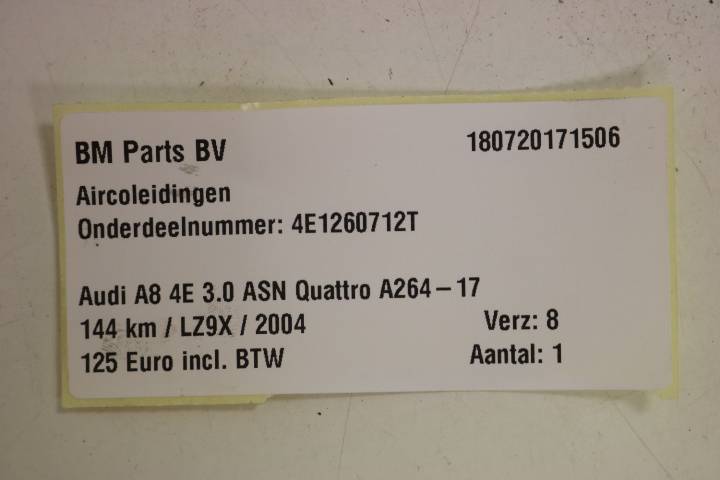 BM Parts BV 180720171506
Aircoleidingen
Onderdeelnummer: 4E1260712T
Audi A8 4E 3.0 ASN Quattro A264 – 17
144 km / LZ9X / 2004 Verz: 8
125 Euro incl. BTW Aantal: 1